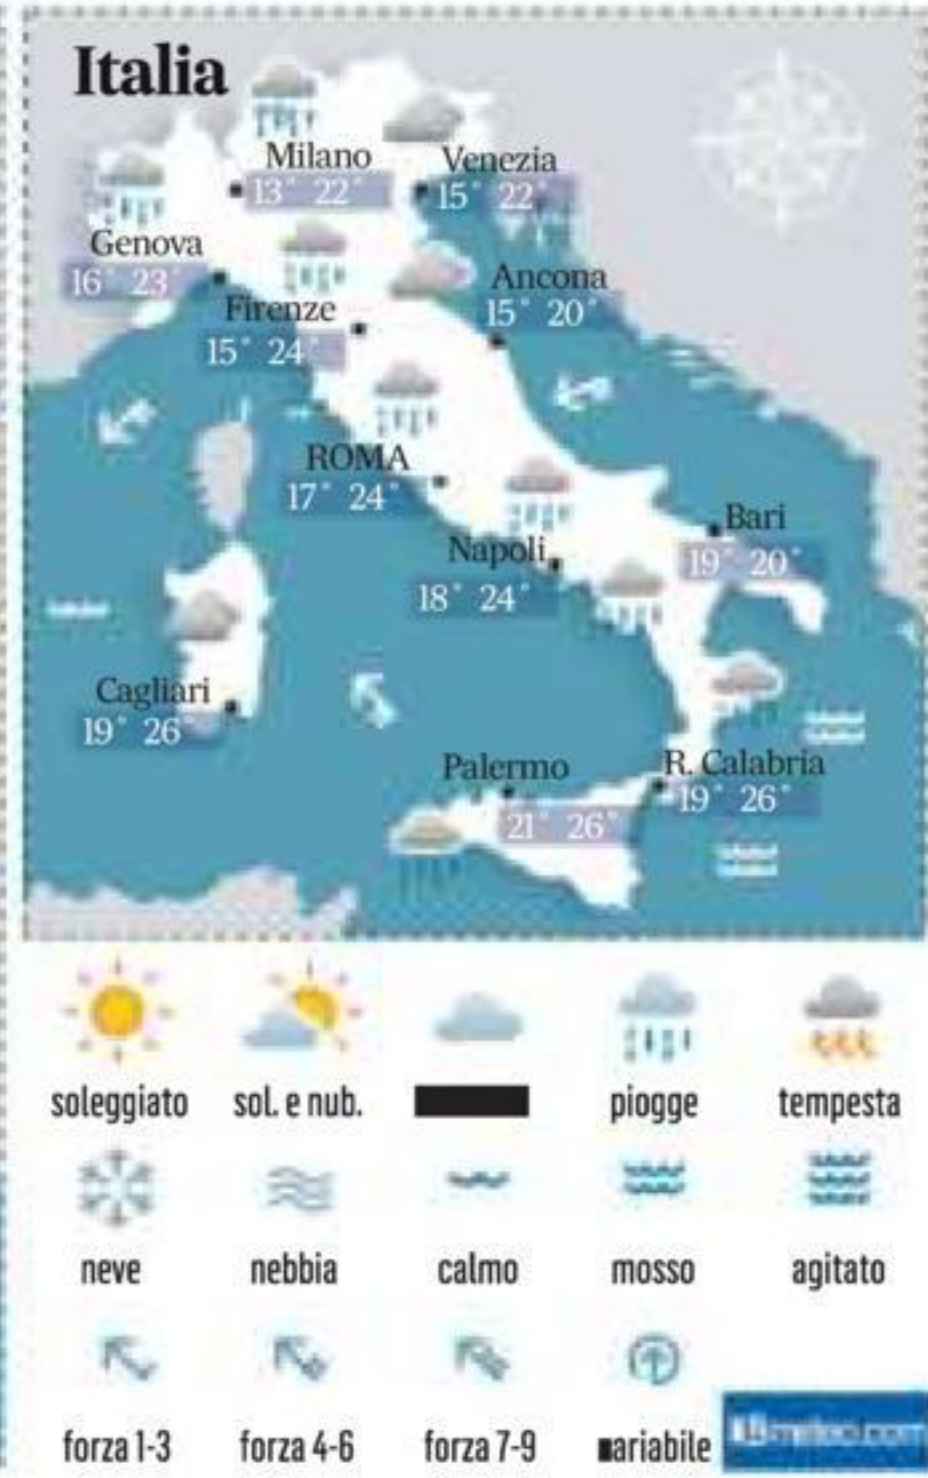 Italia
Milano
13° 22°
Venezia
15° 22°
Genova
16° 23°
Ancona
15° 20°
Firenze
15° 24°
ROMA
17° 24°
Bari
19° 20°
Napoli
18° 24°
Cagliari
19° 26°
Palermo
21° 26°
R. Calabria
19° 26°
soleggiato sol. e nub. piogge tempesta
neve nebbia calmo mosso agitato
forza 1-3 forza 4-6 forza 7-9 ariabile